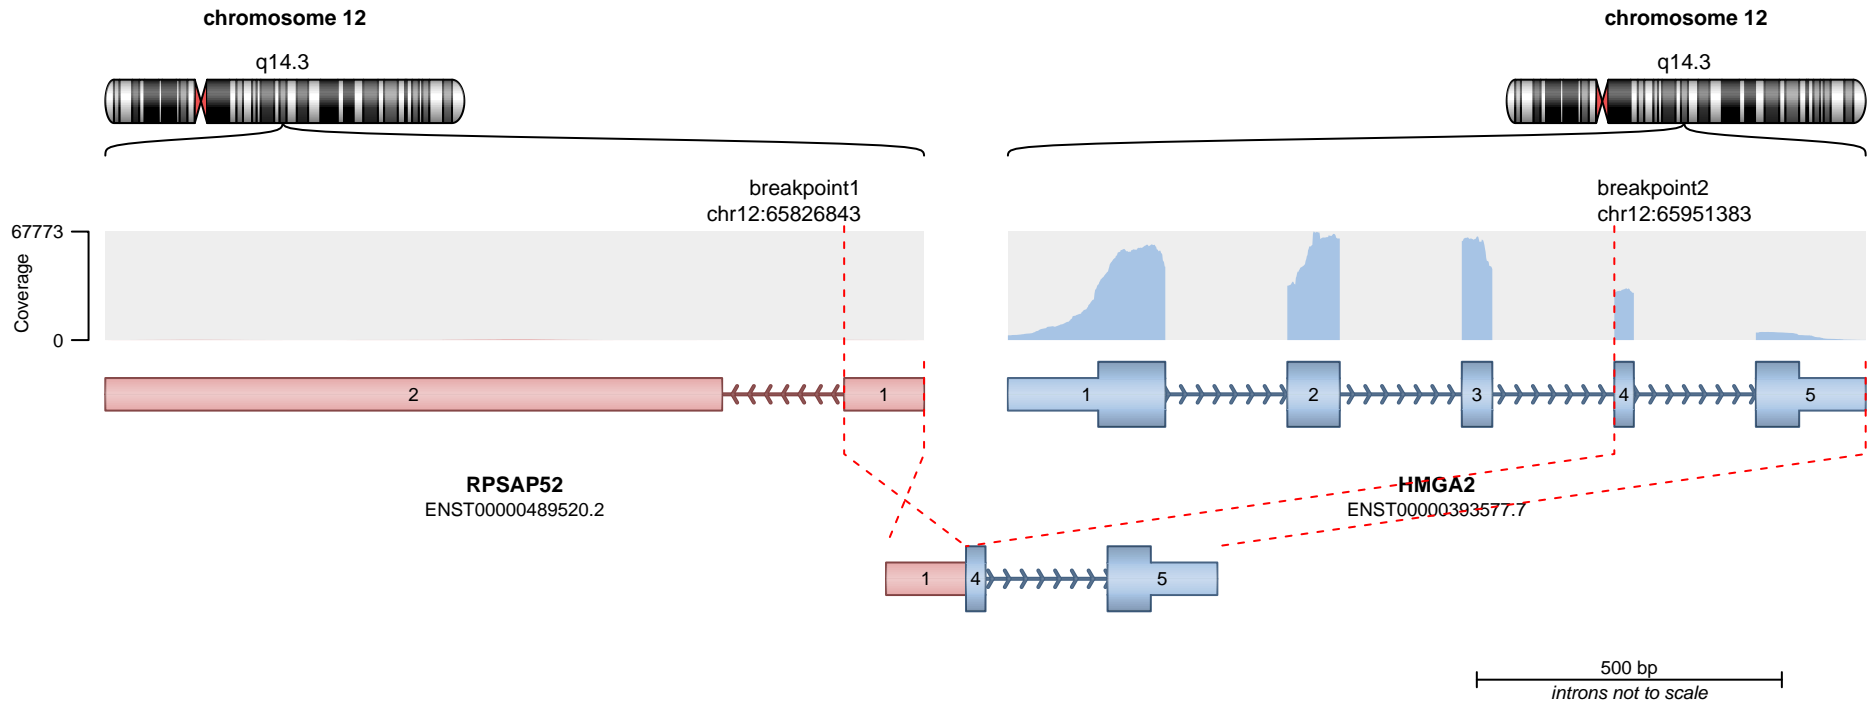 chromosome 12
chromosome 12
q14.3
q14.3
breakpoint1
chr12:65826843
breakpoint2
chr12:65951383
67773
Coverage
0
2
1
1
2
3
4
5
RPSAP52
ENST00000489520.2
HMGA2
ENST00000393577.7
1
4
5
500 bp
introns not to scale